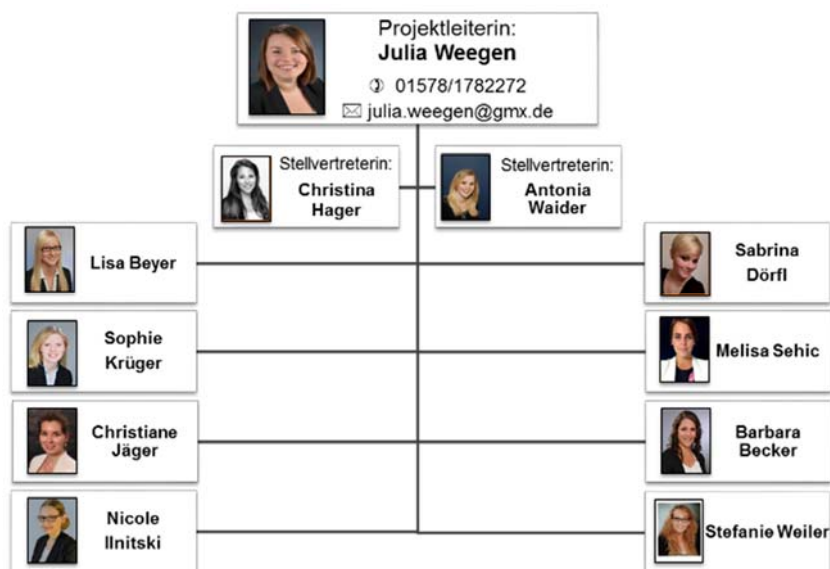 Projektleiterin:
Julia Weegen
✆ 01578/1782272
✉ julia.weegen@gmx.de
Stellvertreterin:
Christina
Hager
Stellvertreterin:
Antonia
Waider
Lisa Beyer
Sabrina
Dörfl
Sophie
Krüger
Melisa Sehic
Christiane
Jäger
Barbara
Becker
Nicole
Ilnitski
Stefanie Weiler